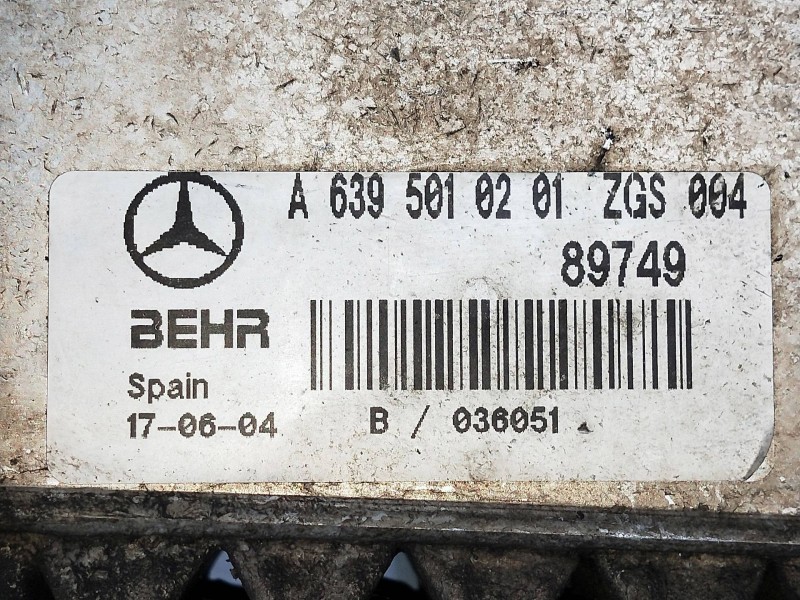 A 639 501 02 01 ZGS 004
89749
BEHR
Spain
17-06-04
B / 036051